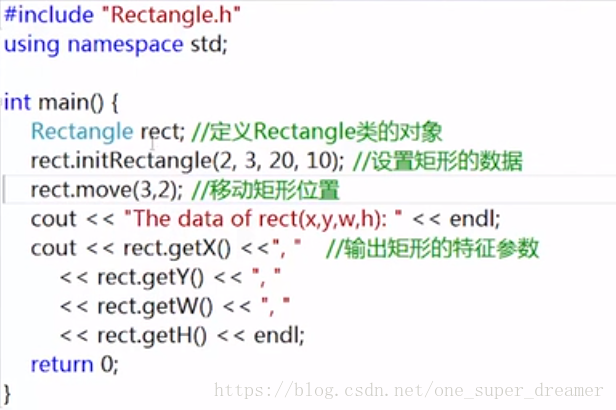 #include "Rectangle.h"
using namespace std;

int main() {
    Rectangle rect; //定义Rectangle类的对象
    rect.initRectangle(2, 3, 20, 10); //设置矩形的数据
    rect.move(3,2); //移动矩形位置
    cout << "The data of rect(x,y,w,h): " << endl;
    cout << rect.getX() <<", "   //输出矩形的特征参数
        << rect.getY() << ", "
        << rect.getW() << ", "
        << rect.getH() << endl;
    return 0;
}
https://blog.csdn.net/one_super_dreamer